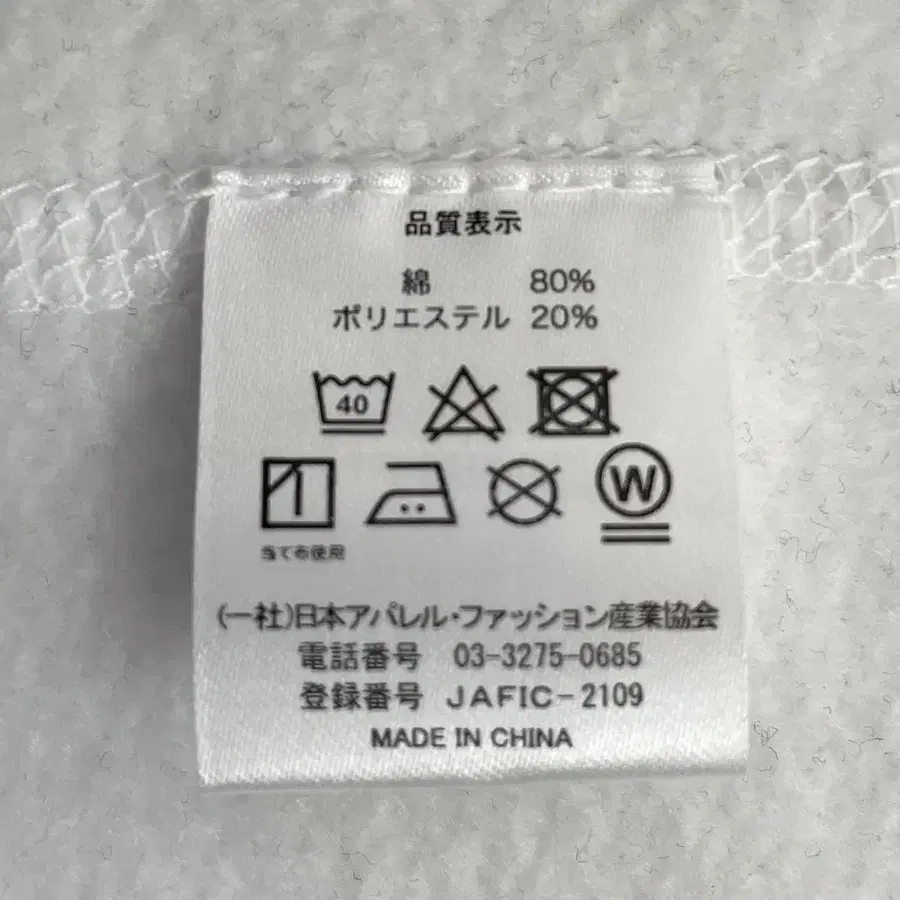 品質表示
綿 80%
ポリエステル 20%
40
W
当て布使用
(一社)日本アパレル・ファッション産業協会
電話番号 03-3275-0685
登録番号 JAFIC-2109
MADE IN CHINA